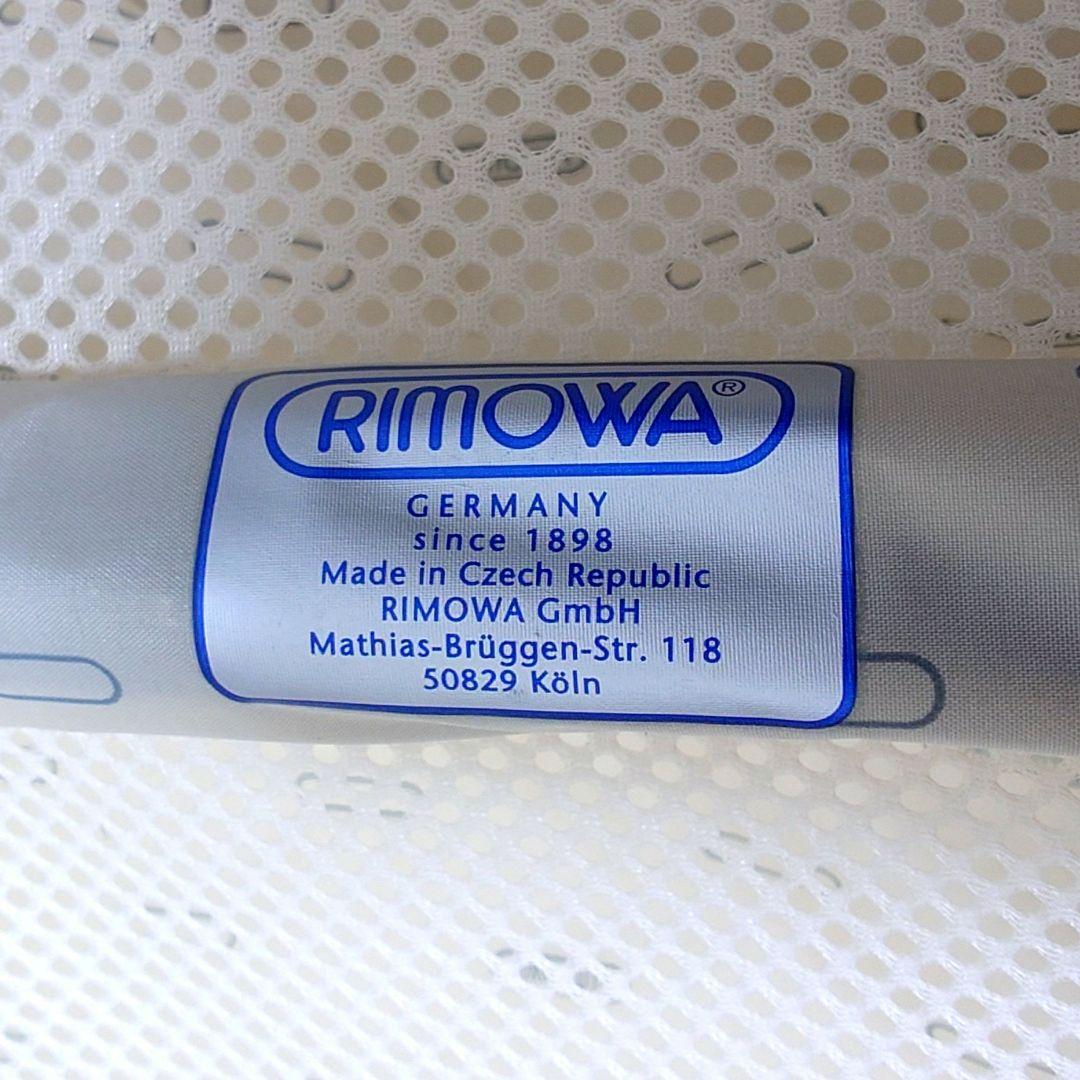 RIMOWA®
GERMANY
since 1898
Made in Czech Republic
RIMOWA GmbH
Mathias-Brüggen-Str. 118
50829 Köln